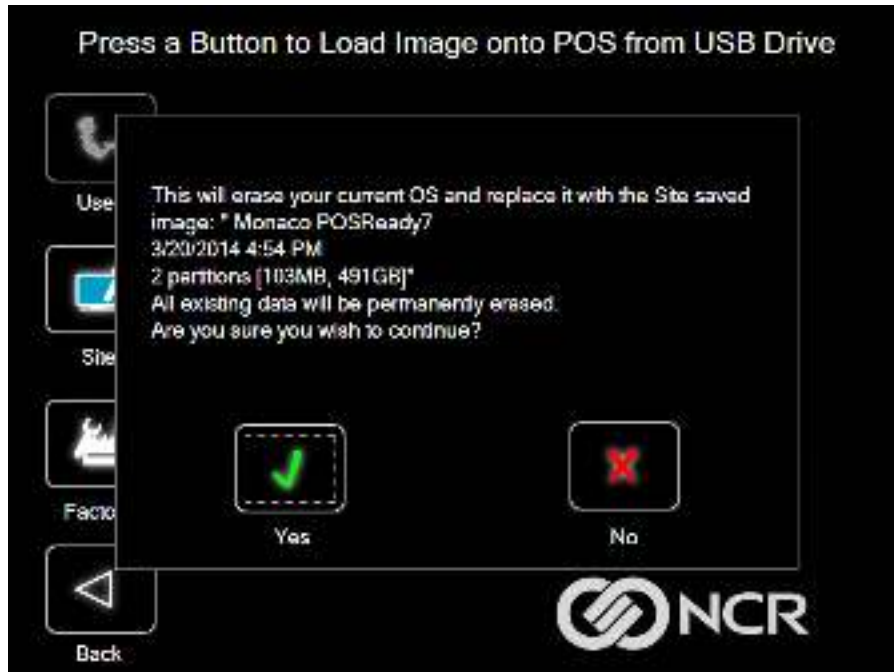 Press a Button to Load Image onto POS from USB Drive
Use
This will erase your current OS and replace it with the Site saved
image: " Monaco POSReady7
3/20/2014 4:54 PM
2 partitions [103MB, 491GB]"
All existing data will be permanently erased.
Are you sure you wish to continue?
Site
Facto
Yes
No
Back
NCR